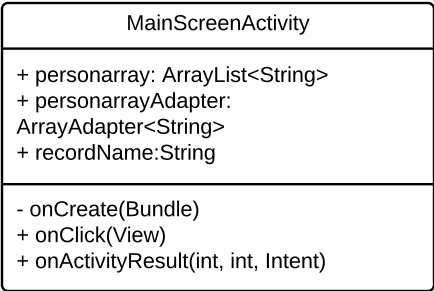 MainScreenActivity
+ personarray: ArrayList<String>
+ personarrayAdapter:
ArrayAdapter<String>
+ recordName:String
- onCreate(Bundle)
+ onClick(View)
+ onActivityResult(int, int, Intent)